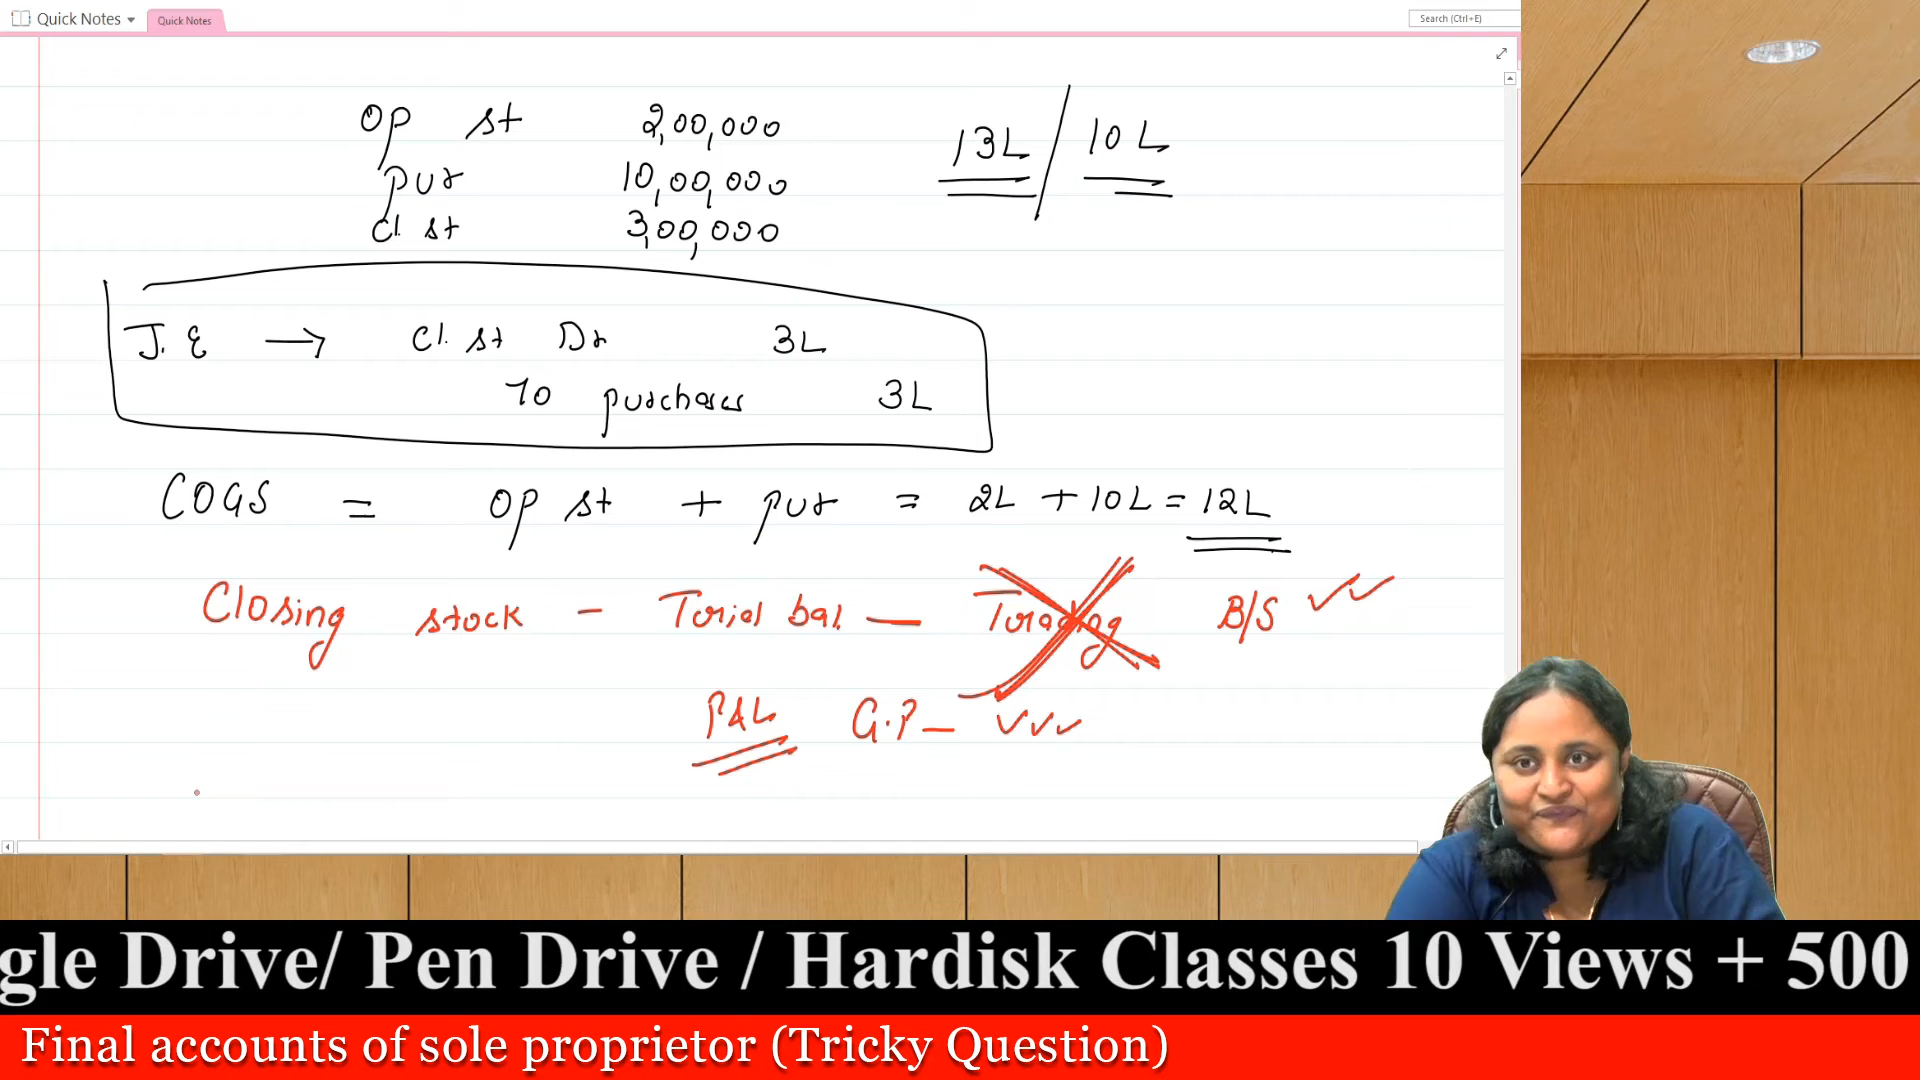 Quick Notes
Quick Notes
Search (Ctrl+E)
Op st 2,00,000
13L / 10L
pur 10,00,000
Cl. st 3,00,000
J.E → Cl. st Dr 3L
To purchases 3L
COGS = OP st + pur = 2L + 10L = 12L
Closing stock - Trial bal. — Trading B/S ✓✓
P&L G.P – ✓✓✓
gle Drive/ Pen Drive / Hardisk Classes 10 Views + 500
Final accounts of sole proprietor (Tricky Question)